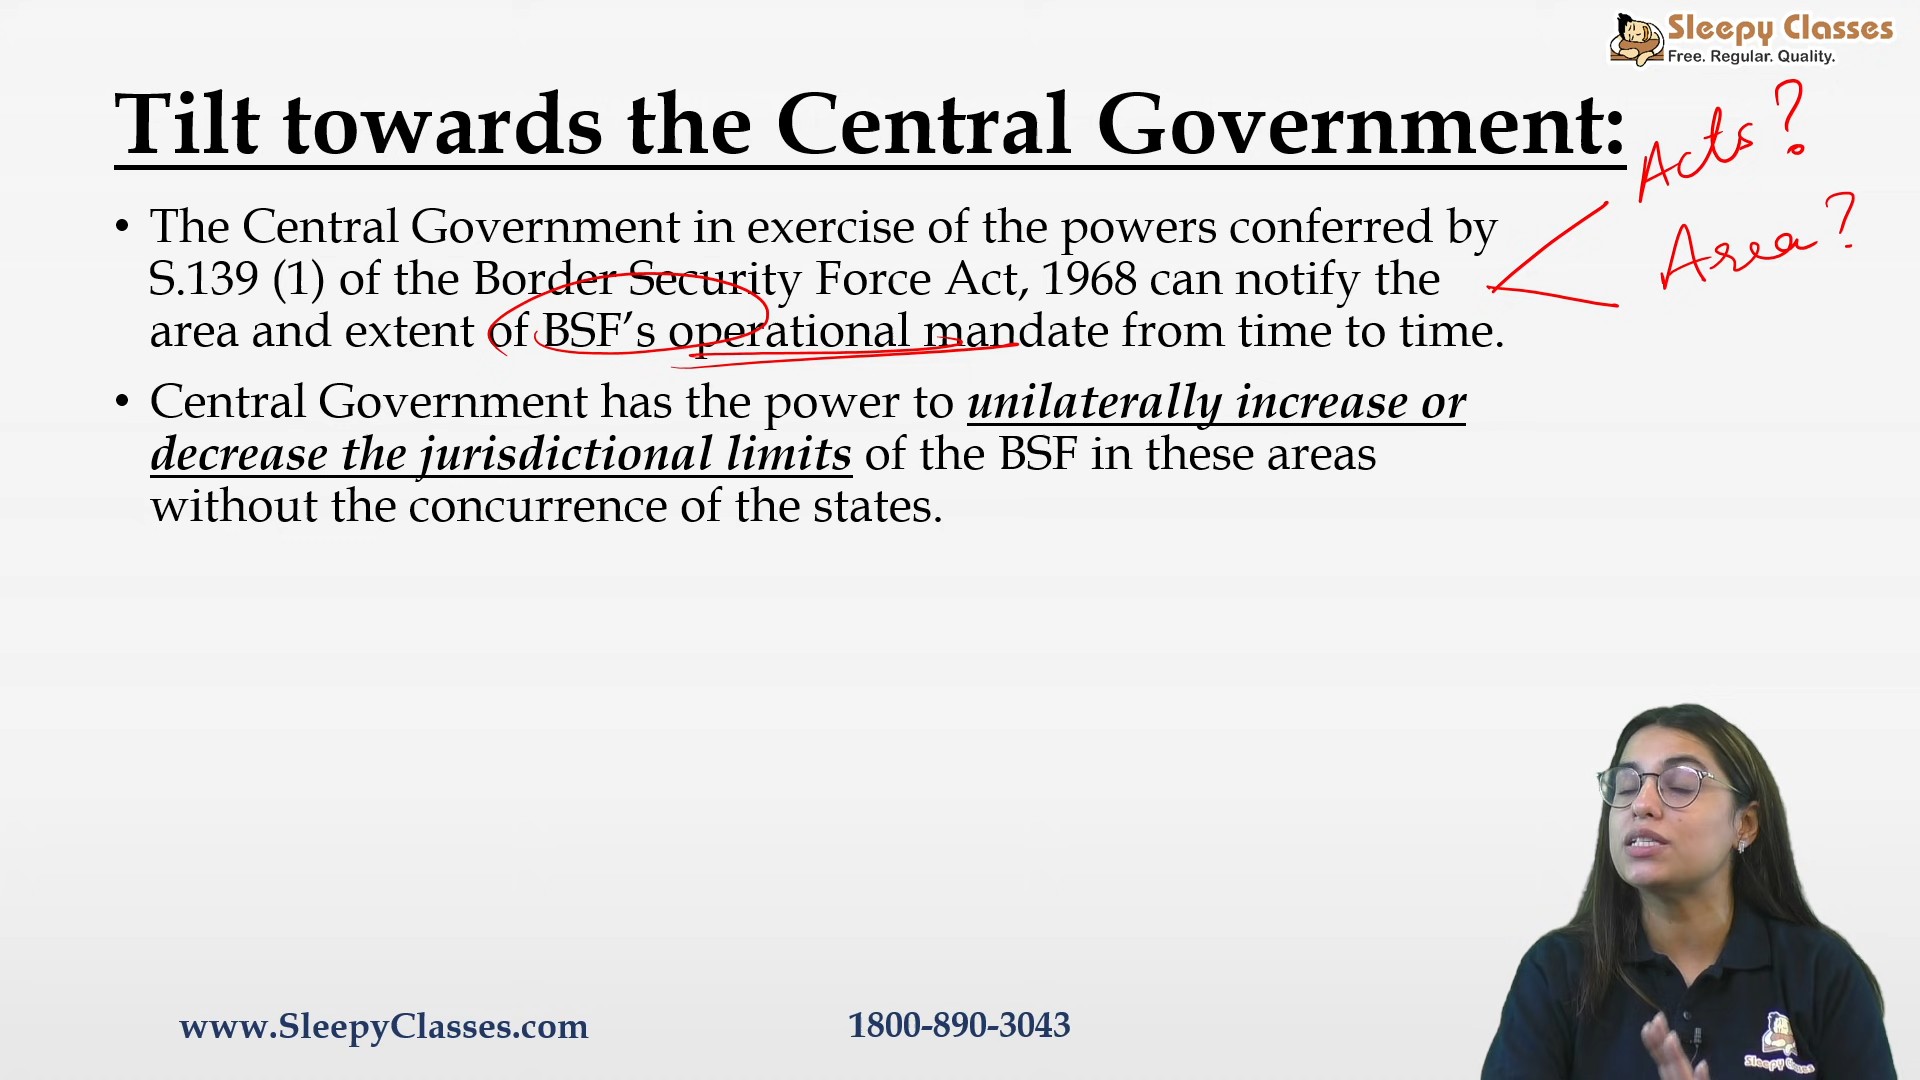 Sleepy Classes
Free. Regular. Quality.
Tilt towards the Central Government:
Acts?
Area?
• The Central Government in exercise of the powers conferred by
S.139 (1) of the Border Security Force Act, 1968 can notify the
area and extent of BSF’s operational mandate from time to time.
• Central Government has the power to unilaterally increase or
decrease the jurisdictional limits of the BSF in these areas
without the concurrence of the states.
www.SleepyClasses.com
1800-890-3043
Sleepy Classes